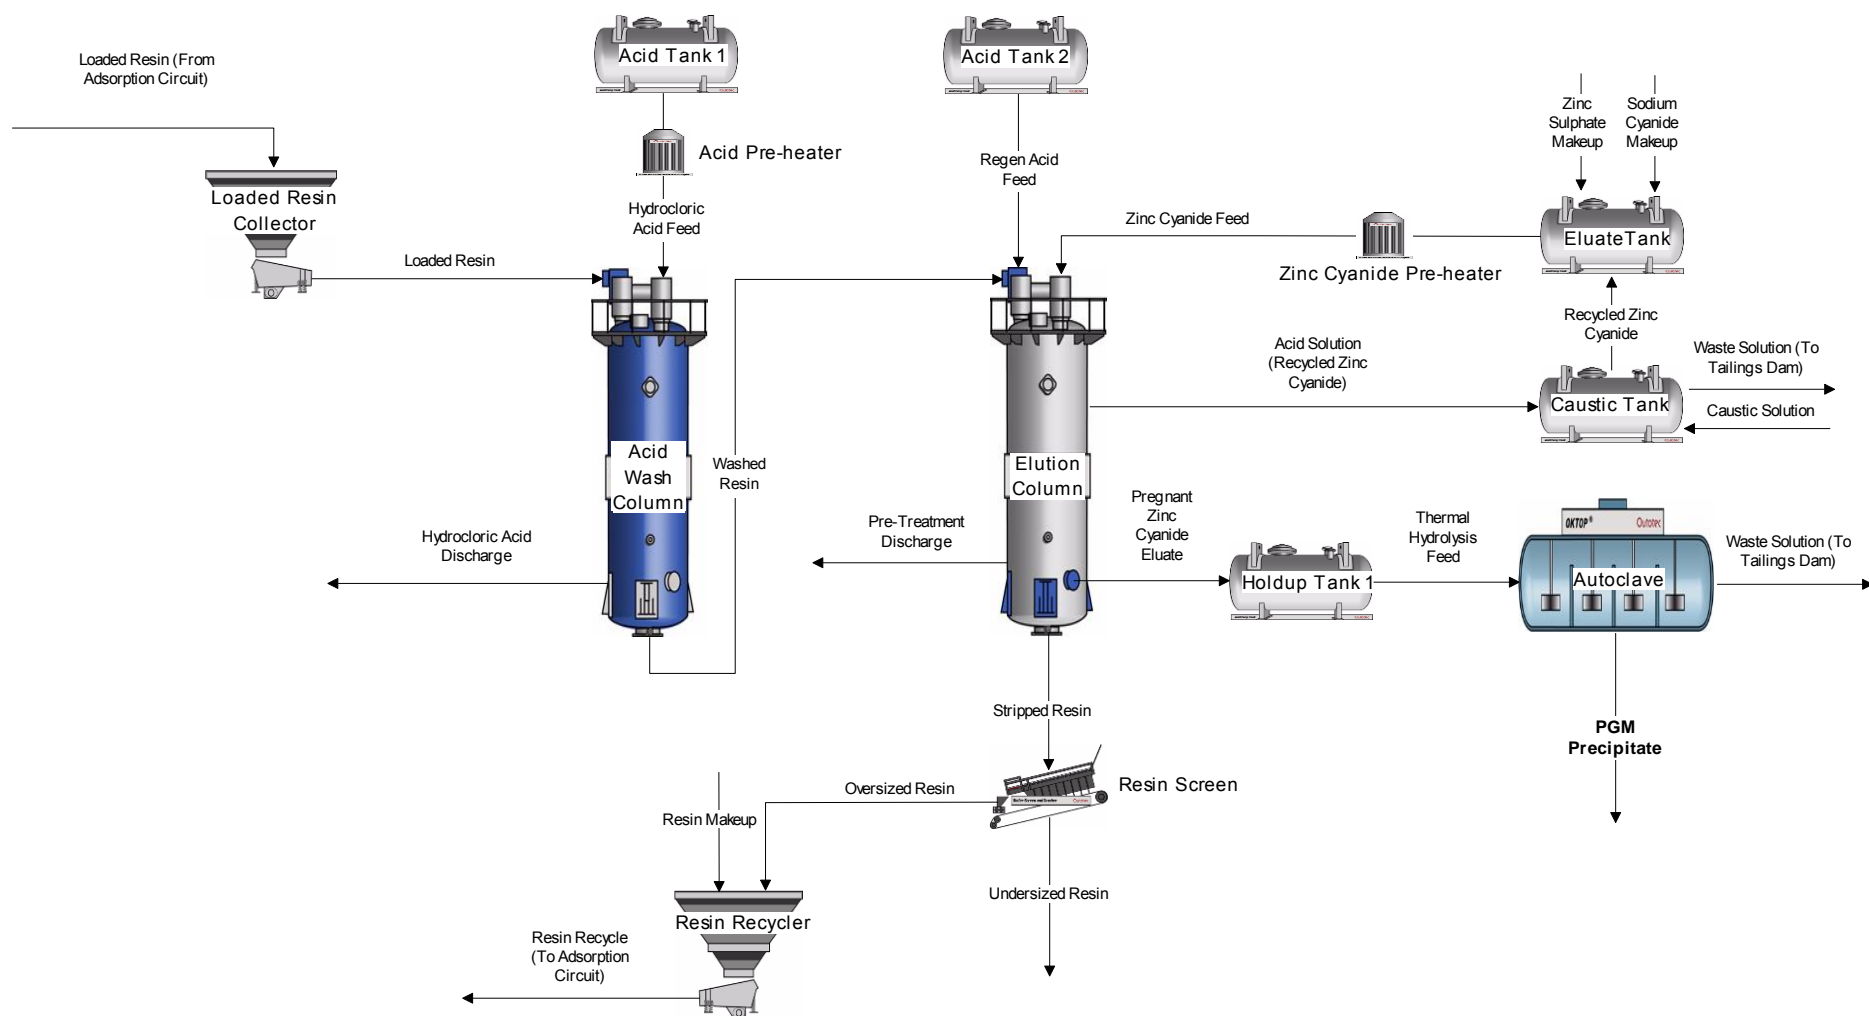 Loaded Resin (From
Adsorption Circuit)
Acid Tank 1
Acid Tank 2
Zinc
Sulphate
Makeup
Sodium
Cyanide
Makeup
Acid Pre-heater
Regen Acid
Feed
Loaded Resin
Collector
Hydrocloric
Acid Feed
Zinc Cyanide Feed
Eluate Tank
Zinc Cyanide Pre-heater
Loaded Resin
Recycled Zinc
Cyanide
Acid Solution
(Recycled Zinc
Cyanide)
Waste Solution (To
Tailings Dam)
Caustic Tank
Caustic Solution
Acid
Wash
Column
Washed
Resin
Elution
Column
Pregnant
Zinc
Cyanide
Eluate
Hydrocloric Acid
Discharge
Pre-Treatment
Discharge
Thermal
Hydrolysis
Feed
OKTOP®
Outotec
Waste Solution (To
Tailings Dam)
Holdup Tank 1
Autoclave
Stripped Resin
PGM
Precipitate
Resin Screen
Oversized Resin
Resin Makeup
Undersized Resin
Resin Recycler
Resin Recycle
(To Adsorption
Circuit)